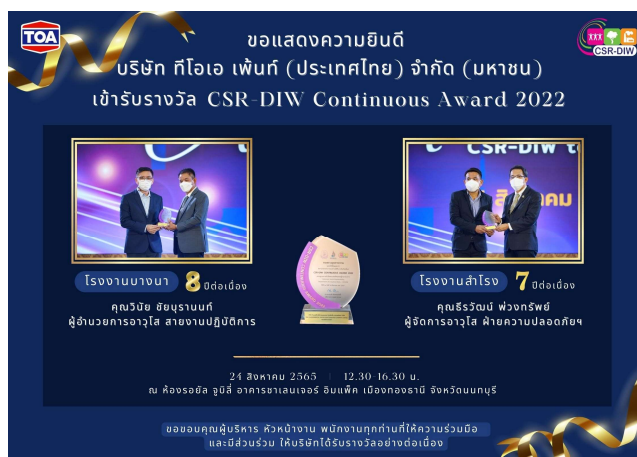 TOA
CSR-DIW
ขอแสดงความยินดี
บริษัท ทีโอเอ เพ้นท์ (ประเทศไทย) จำกัด (มหาชน)
เข้ารับรางวัล CSR-DIW Continuous Award 2022
CSR-DIW
โรงงานบางนา 8 ปีต่อเนื่อง
คุณวินัย ชัยบุรานนท์
ผู้อำนวยการอาวุโส สายงานปฏิบัติการ
โรงงานสำโรง 7 ปีต่อเนื่อง
คุณธีรวัฒน์ พ่วงทรัพย์
ผู้จัดการอาวุโส ฝ่ายความปลอดภัยฯ
24 สิงหาคม 2565 | 12.30-16.30 น.
ณ ห้องรอยัล จูบิลี่ อาคารชาเลนเจอร์ อิมแพ็ค เมืองทองธานี จังหวัดนนทบุรี
ขอขอบคุณผู้บริหาร หัวหน้างาน พนักงานทุกท่านที่ให้ความร่วมมือ
และมีส่วนร่วม ให้บริษัทได้รับรางวัลอย่างต่อเนื่อง